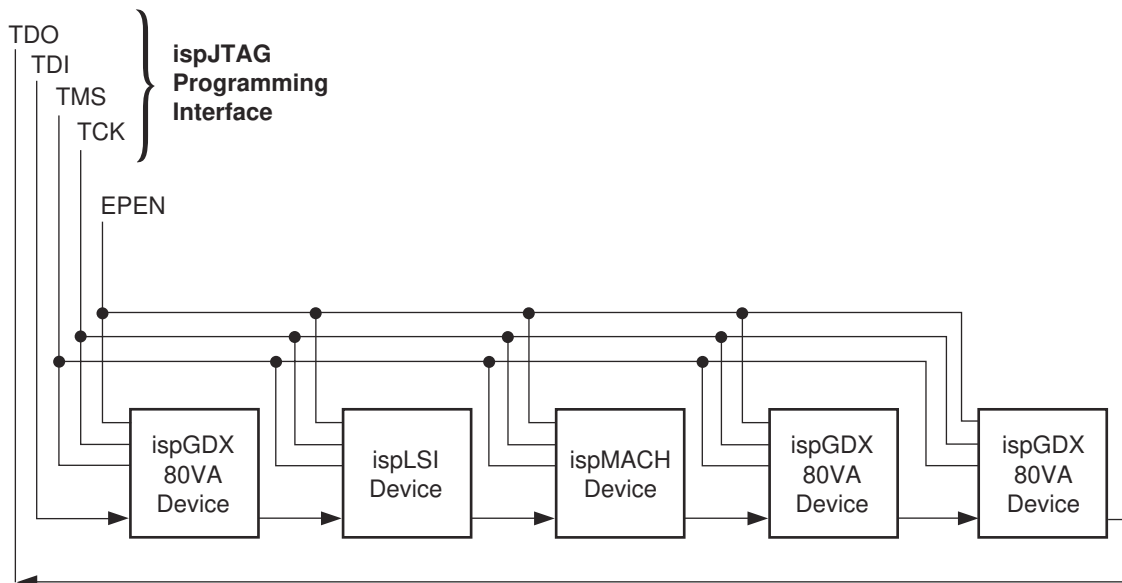 TDO
TDI
TMS
TCK
ispJTAG
Programming
Interface
EPEN
ispGDX
80VA
Device
ispLSI
Device
ispMACH
Device
ispGDX
80VA
Device
ispGDX
80VA
Device